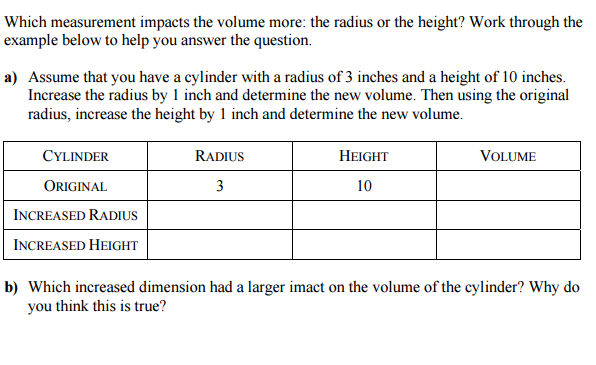 Which measurement impacts the volume more: the radius or the height? Work through the
example below to help you answer the question.
a) Assume that you have a cylinder with a radius of 3 inches and a height of 10 inches.
Increase the radius by 1 inch and determine the new volume. Then using the original
radius, increase the height by 1 inch and determine the new volume.
CYLINDER RADIUS HEIGHT VOLUME
ORIGINAL 3 10
INCREASED RADIUS
INCREASED HEIGHT
b) Which increased dimension had a larger imact on the volume of the cylinder? Why do
you think this is true?